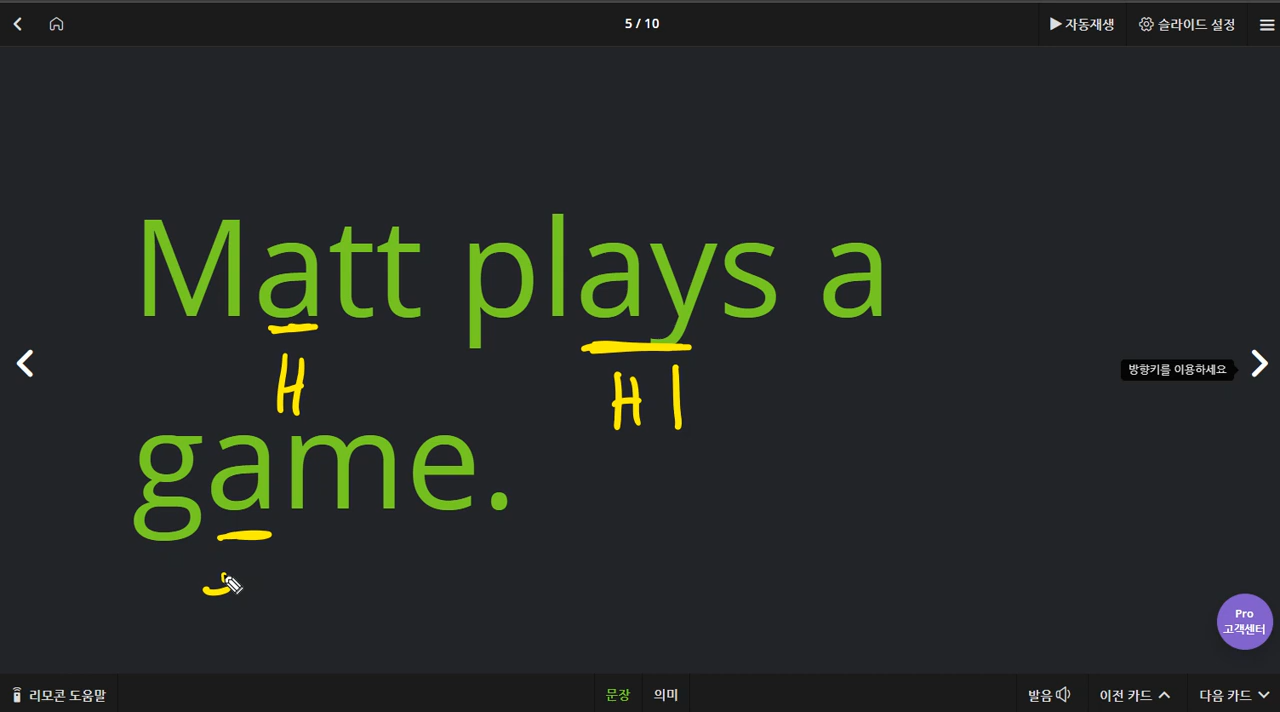 5 / 10
자동재생
슬라이드 설정
Matt plays a
ㅐ ㅐㅣ
방향키를 이용하세요
game.
Pro
고객센터
리모콘 도움말
문장
의미
발음
이전 카드
다음 카드